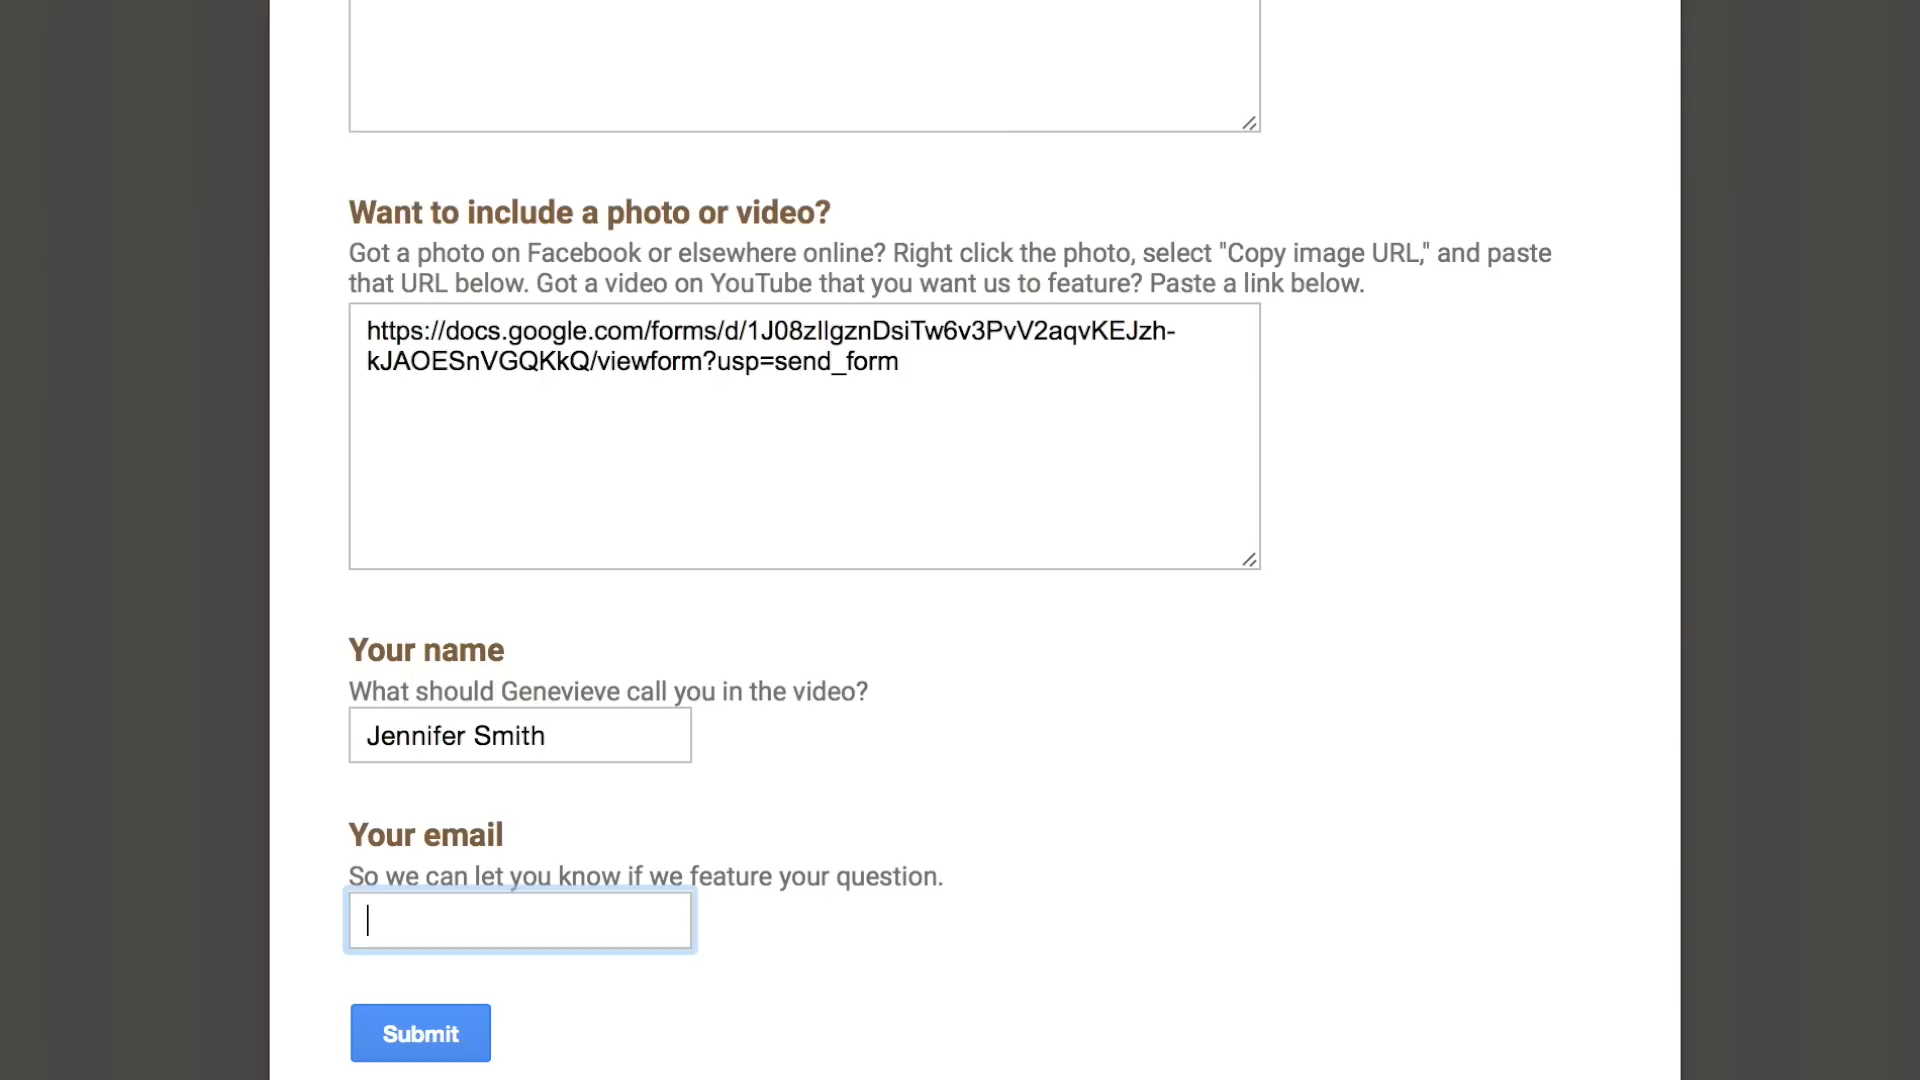 Want to include a photo or video?
Got a photo on Facebook or elsewhere online? Right click the photo, select "Copy image URL," and paste
that URL below. Got a video on YouTube that you want us to feature? Paste a link below.
https://docs.google.com/forms/d/1J08zIlgznDsiTw6v3PvV2aqvKEJzh-
kJAOESnVGQKkQ/viewform?usp=send_form
Your name
What should Genevieve call you in the video?
Jennifer Smith
Your email
So we can let you know if we feature your question.
Submit